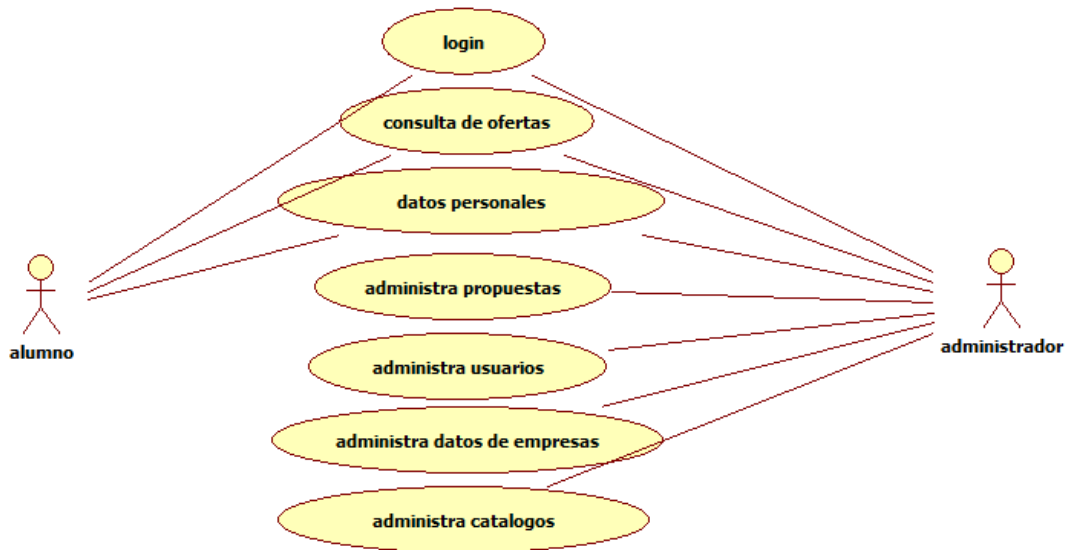 login
consulta de ofertas
datos personales
administra propuestas
alumno
administrador
administra usuarios
administra datos de empresas
administra catalogos